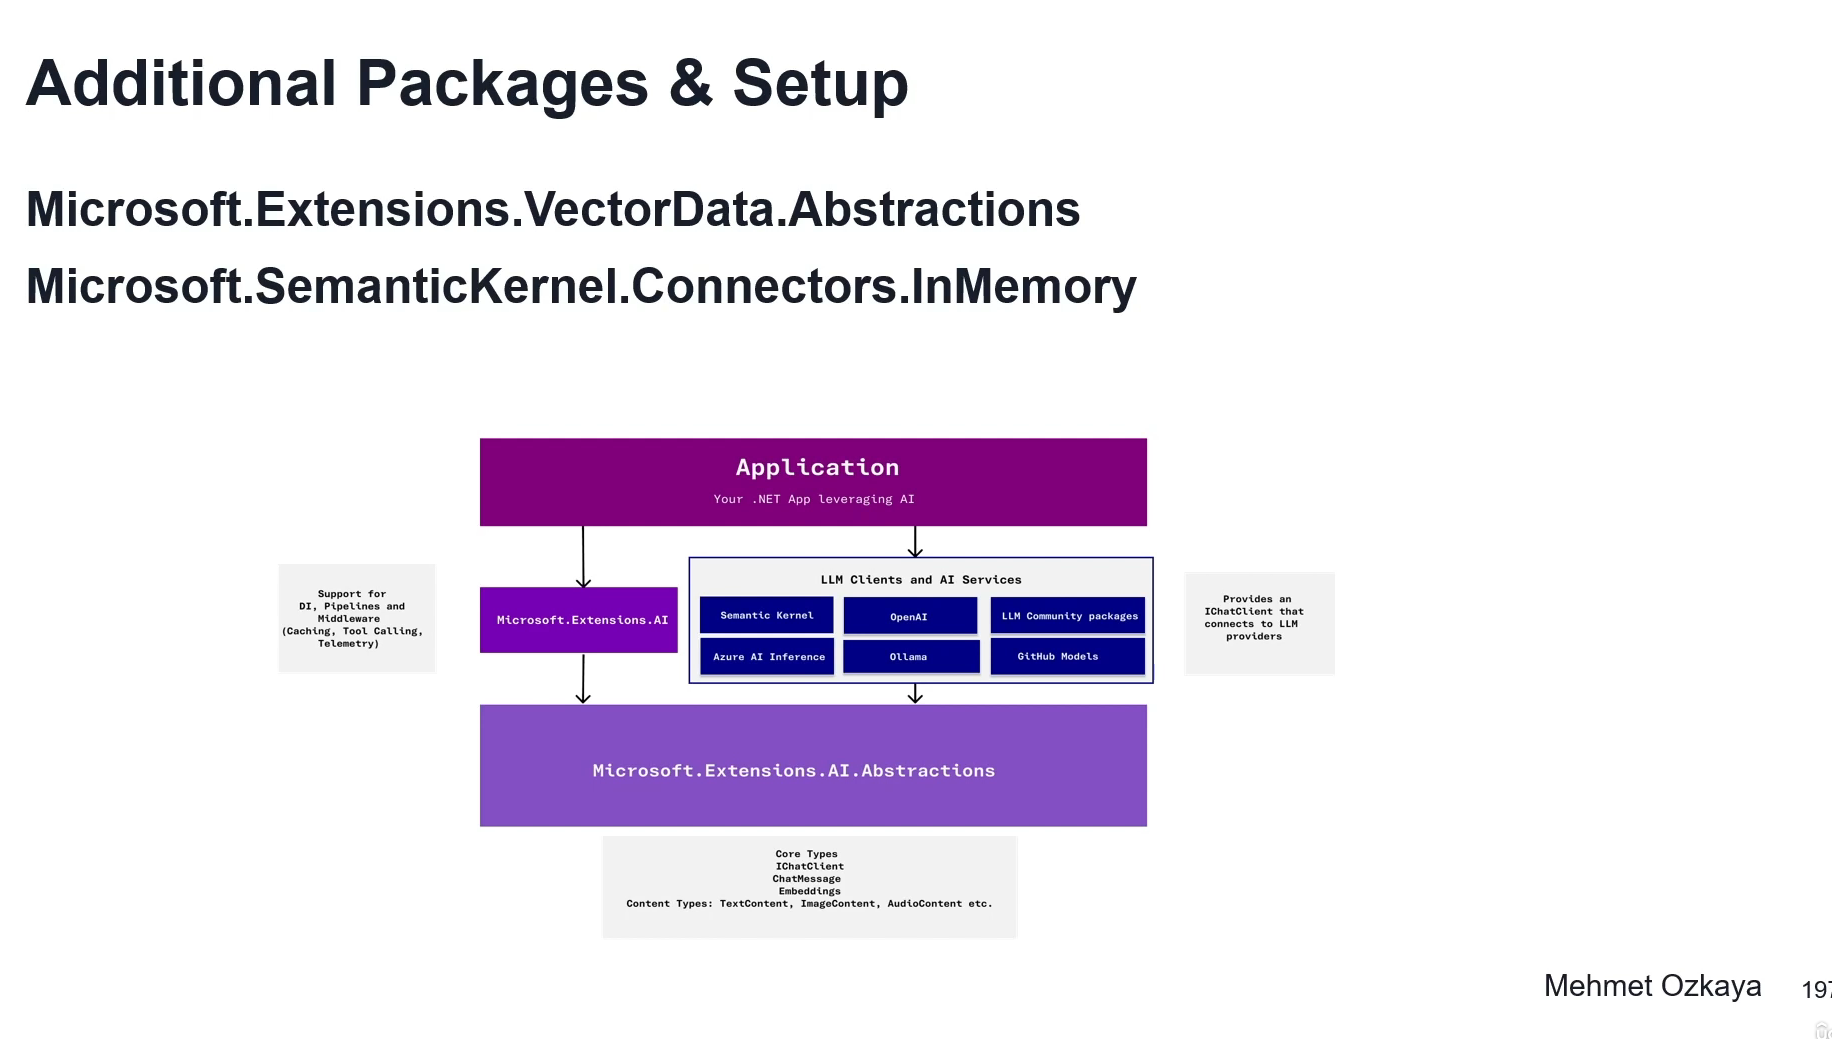 Additional Packages & Setup
Microsoft.Extensions.VectorData.Abstractions
Microsoft.SemanticKernel.Connectors.InMemory
Application
Your .NET App leveraging AI
Support for
DI, Pipelines and
Middleware
(Caching, Tool Calling,
Telemetry)
Microsoft.Extensions.AI
LLM Clients and AI Services
Semantic Kernel
OpenAI
LLM Community packages
Azure AI Inference
Ollama
GitHub Models
Provides an
IChatClient that
connects to LLM
providers
Microsoft.Extensions.AI.Abstractions
Core Types
IChatClient
ChatMessage
Embeddings
Content Types: TextContent, ImageContent, AudioContent etc.
Mehmet Ozkaya
197